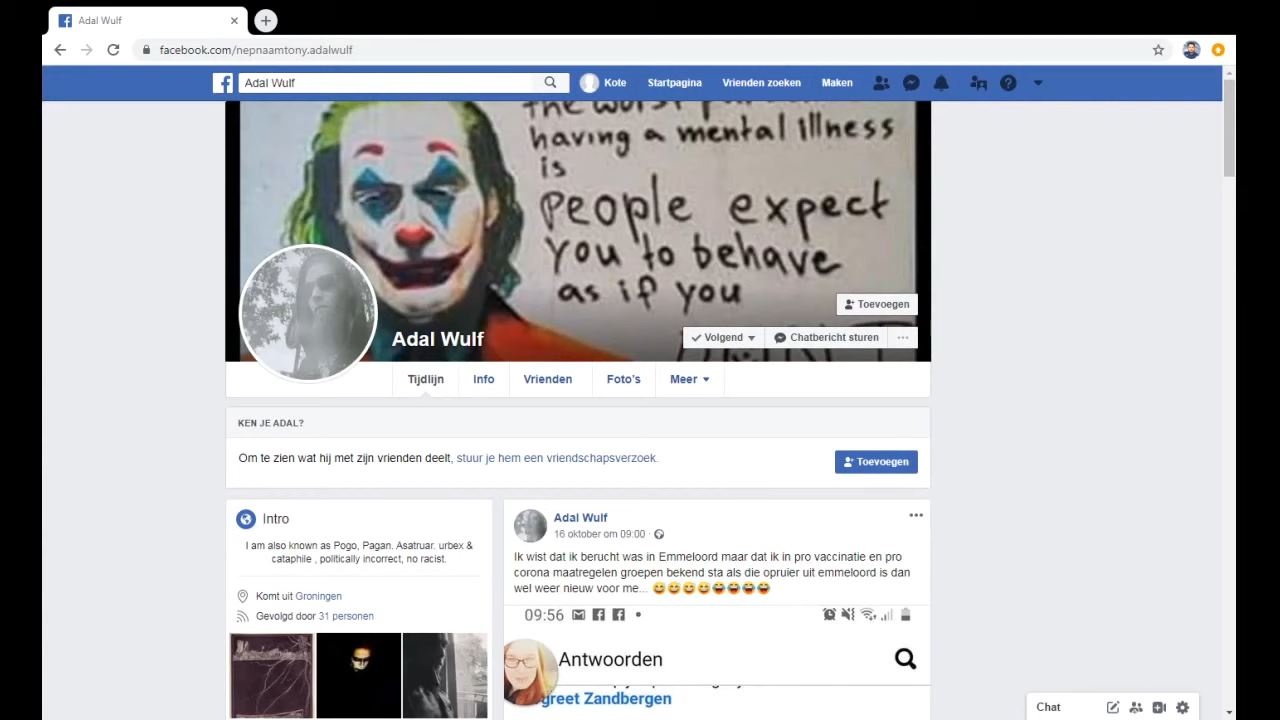 Adal Wulf
facebook.com/nepnaamtony.adalwulf
Adal Wulf
Kote Startpagina Vrienden zoeken Maken
having a mental illness
is
people expect
you to behave
as if you
Toevoegen
Adal Wulf
Volgend Chatbericht sturen
Tijdlijn Info Vrienden Foto's Meer
KEN JE ADAL?
Om te zien wat hij met zijn vrienden deelt, stuur je hem een vriendschapsverzoek.
Toevoegen
Intro
I am also known as Pogo, Pagan. Asatruar. urbex &
cataphile , politically incorrect, no racist.
Komt uit Groningen
Gevolgd door 31 personen
Adal Wulf
16 oktober om 09:00
Ik wist dat ik berucht was in Emmeloord maar dat ik in pro vaccinatie en pro
corona maatregelen groepen bekend sta als die opruier uit emmeloord is dan
wel weer nieuw voor me...
09:56
Antwoorden
greet Zandbergen
Chat